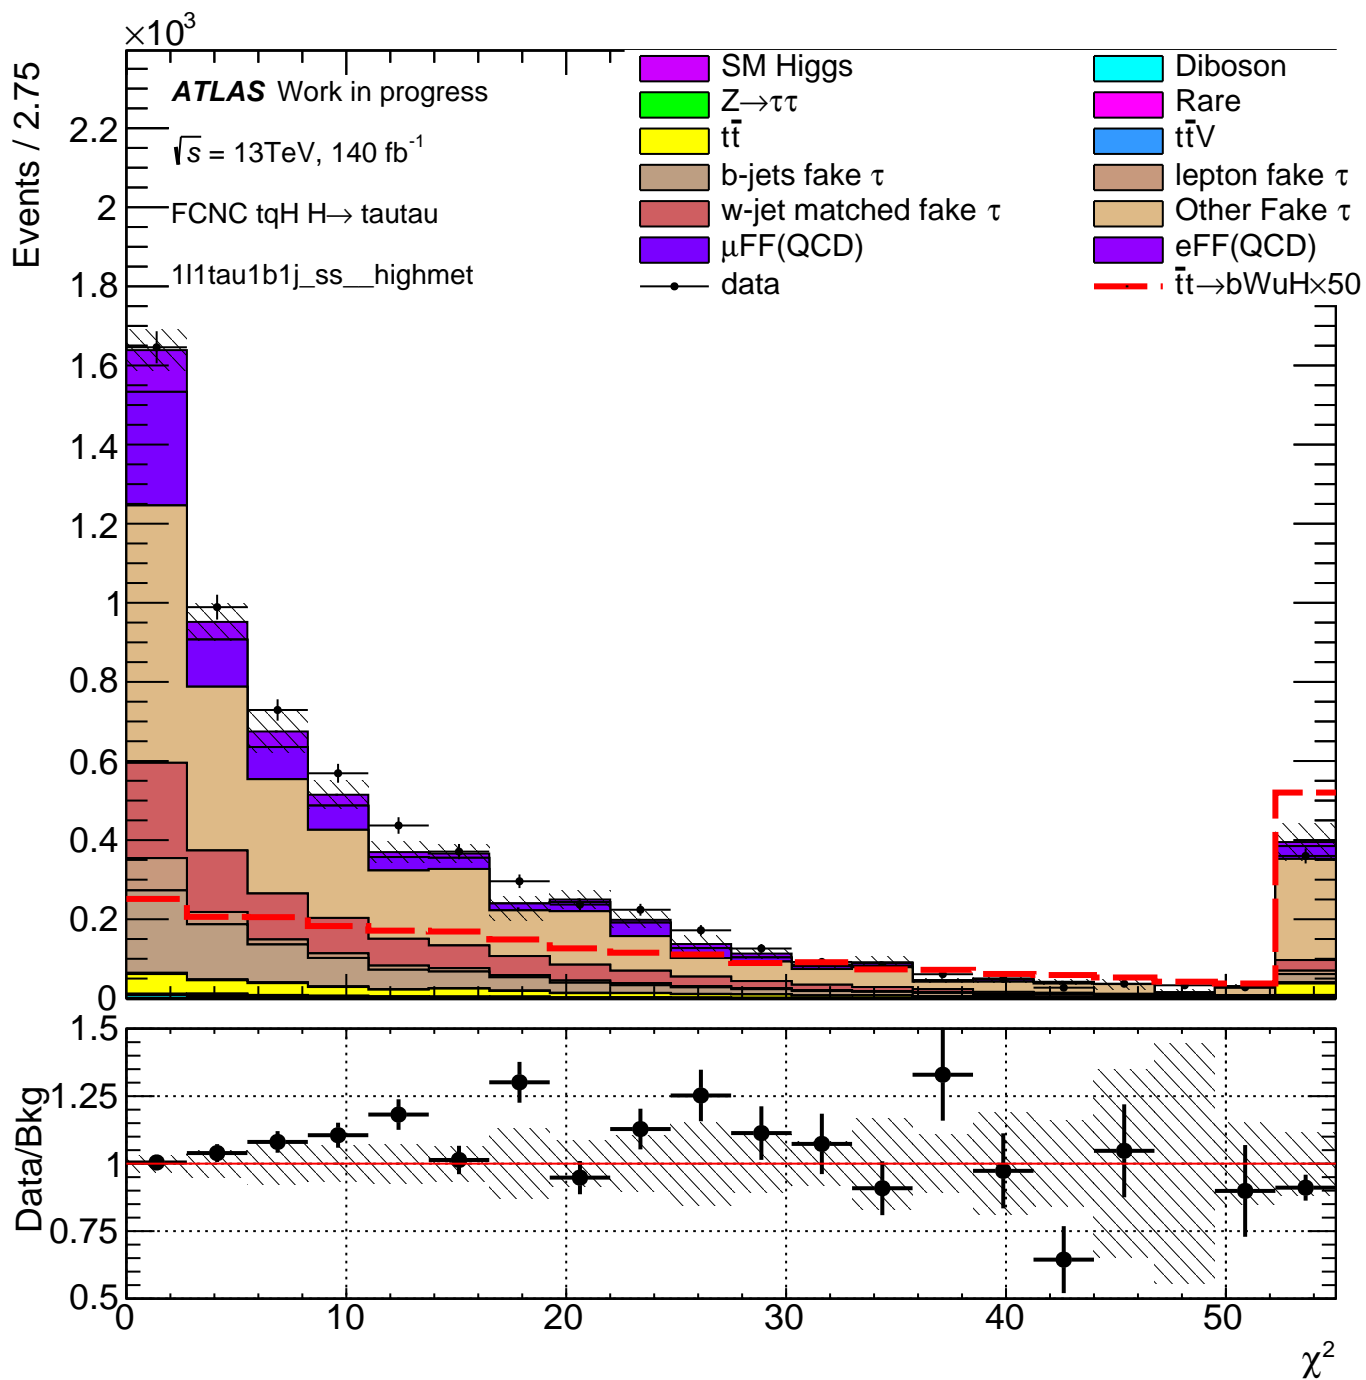 ×10³
Events / 2.75
ATLAS Work in progress
√s = 13TeV, 140 fb⁻¹
FCNC tqH H→ tautau
1l1tau1b1j_ss__highmet
SM Higgs
Diboson
Z→ττ
Rare
tt̄
tt̄V
b-jets fake τ
lepton fake τ
w-jet matched fake τ
Other Fake τ
μFF(QCD)
eFF(QCD)
data
t̄t→bWuH×50
2.2
2
1.8
1.6
1.4
1.2
1
0.8
0.6
0.4
0.2
0
Data/Bkg
1.5
1.25
1
0.75
0.5
0 10 20 30 40 50
χ²